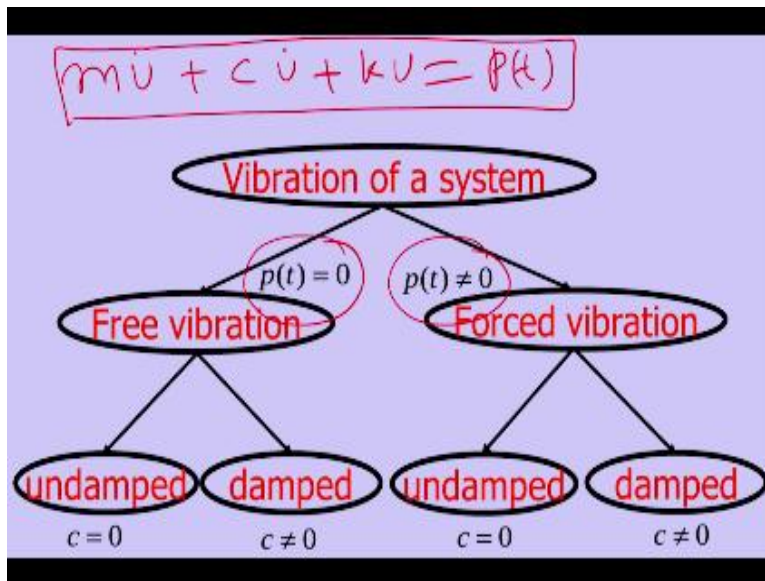 mü + cu̇ + ku = p(t)
Vibration of a system
p(t) = 0 p(t) ≠ 0
Free vibration Forced vibration
undamped damped undamped damped
c = 0 c ≠ 0 c = 0 c ≠ 0